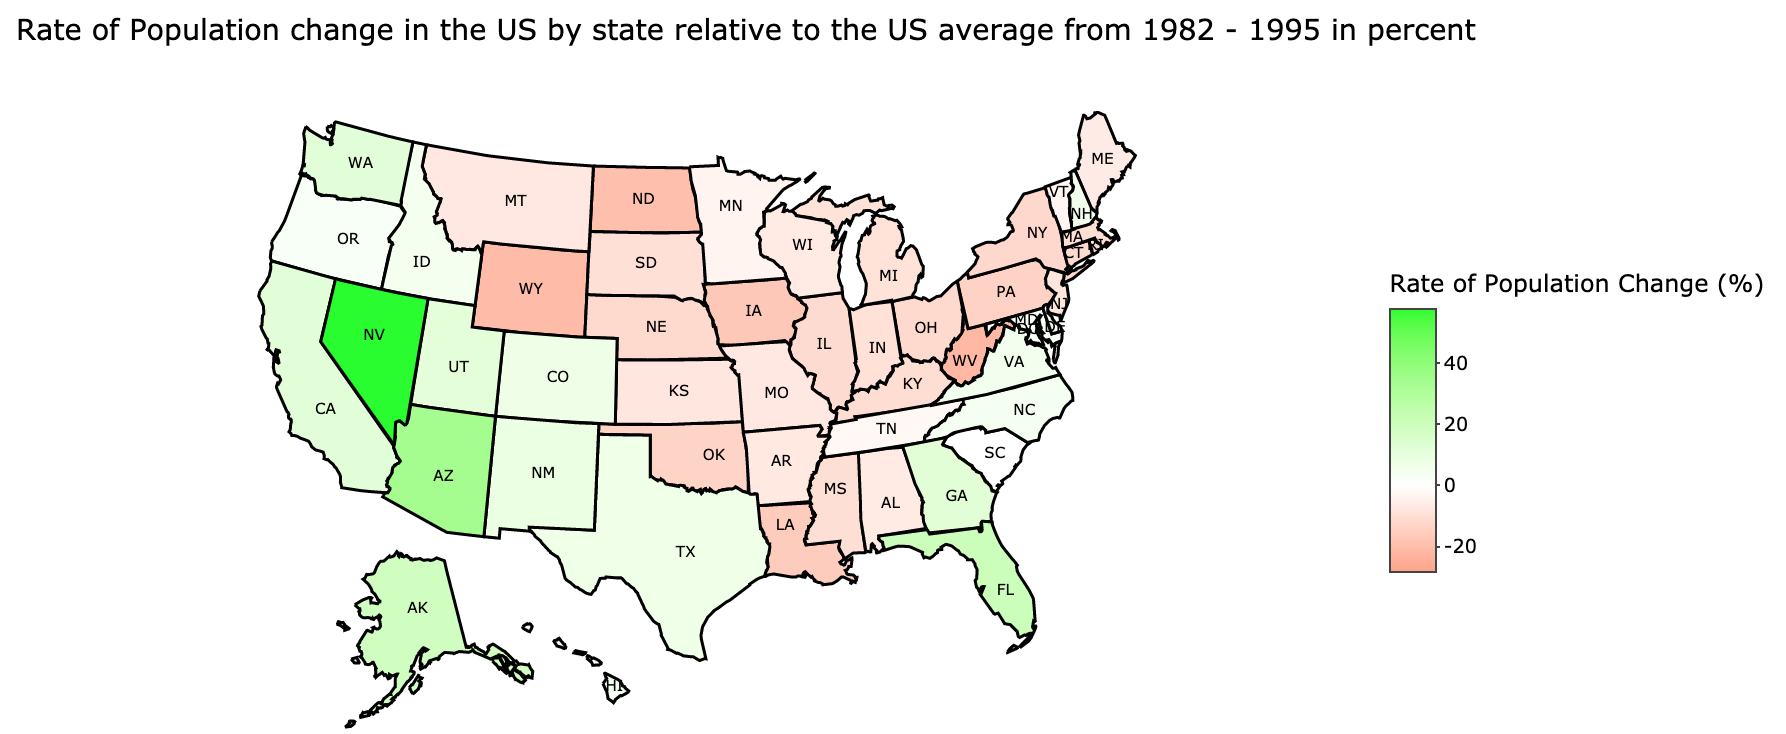 Rate of Population change in the US by state relative to the US average from 1982 - 1995 in percent
ME
WA
VT
MT
ND
MN
NH
OR
WI
NY
MA
RI
ID
SD
MI
CT
WY
PA
IA
NE
NJ
NV
OH
MD
DE
DC
IL
IN
UT
CO
WV
VA
KS
KY
CA
MO
NC
TN
AZ
NM
OK
AR
SC
MS
AL
GA
LA
TX
FL
AK
HI
Rate of Population Change (%)
40
20
0
-20